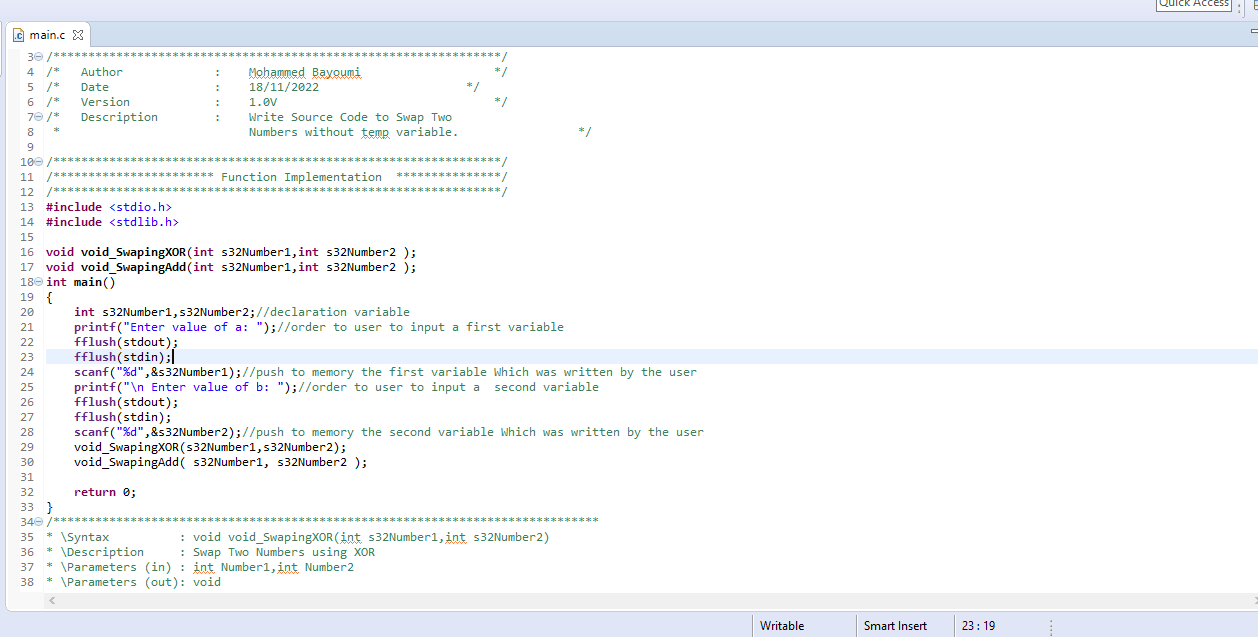 Quick Access
main.c
3 /****************************************************************/
4 /* Author : Mohammed Bayoumi */
5 /* Date : 18/11/2022 */
6 /* Version : 1.0V */
7 /* Description : Write Source Code to Swap Two
8 * Numbers without temp variable. */
9
10 /****************************************************************/
11 /*********************** Function Implementation ***************/
12 /****************************************************************/
13 #include <stdio.h>
14 #include <stdlib.h>
15
16 void void_SwapingXOR(int s32Number1,int s32Number2 );
17 void void_SwapingAdd(int s32Number1,int s32Number2 );
18 int main()
19 {
20 int s32Number1,s32Number2;//declaration variable
21 printf("Enter value of a: ");//order to user to input a first variable
22 fflush(stdout);
23 fflush(stdin);
24 scanf("%d",&s32Number1);//push to memory the first variable Which was written by the user
25 printf("\n Enter value of b: ");//order to user to input a  second variable
26 fflush(stdout);
27 fflush(stdin);
28 scanf("%d",&s32Number2);//push to memory the second variable Which was written by the user
29 void_SwapingXOR(s32Number1,s32Number2);
30 void_SwapingAdd( s32Number1, s32Number2 );
31
32 return 0;
33 }
34 /******************************************************************************
35 * \Syntax : void void_SwapingXOR(int s32Number1,int s32Number2)
36 * \Description : Swap Two Numbers using XOR
37 * \Parameters (in) : int Number1,int Number2
38 * \Parameters (out): void
Writable Smart Insert 23 : 19